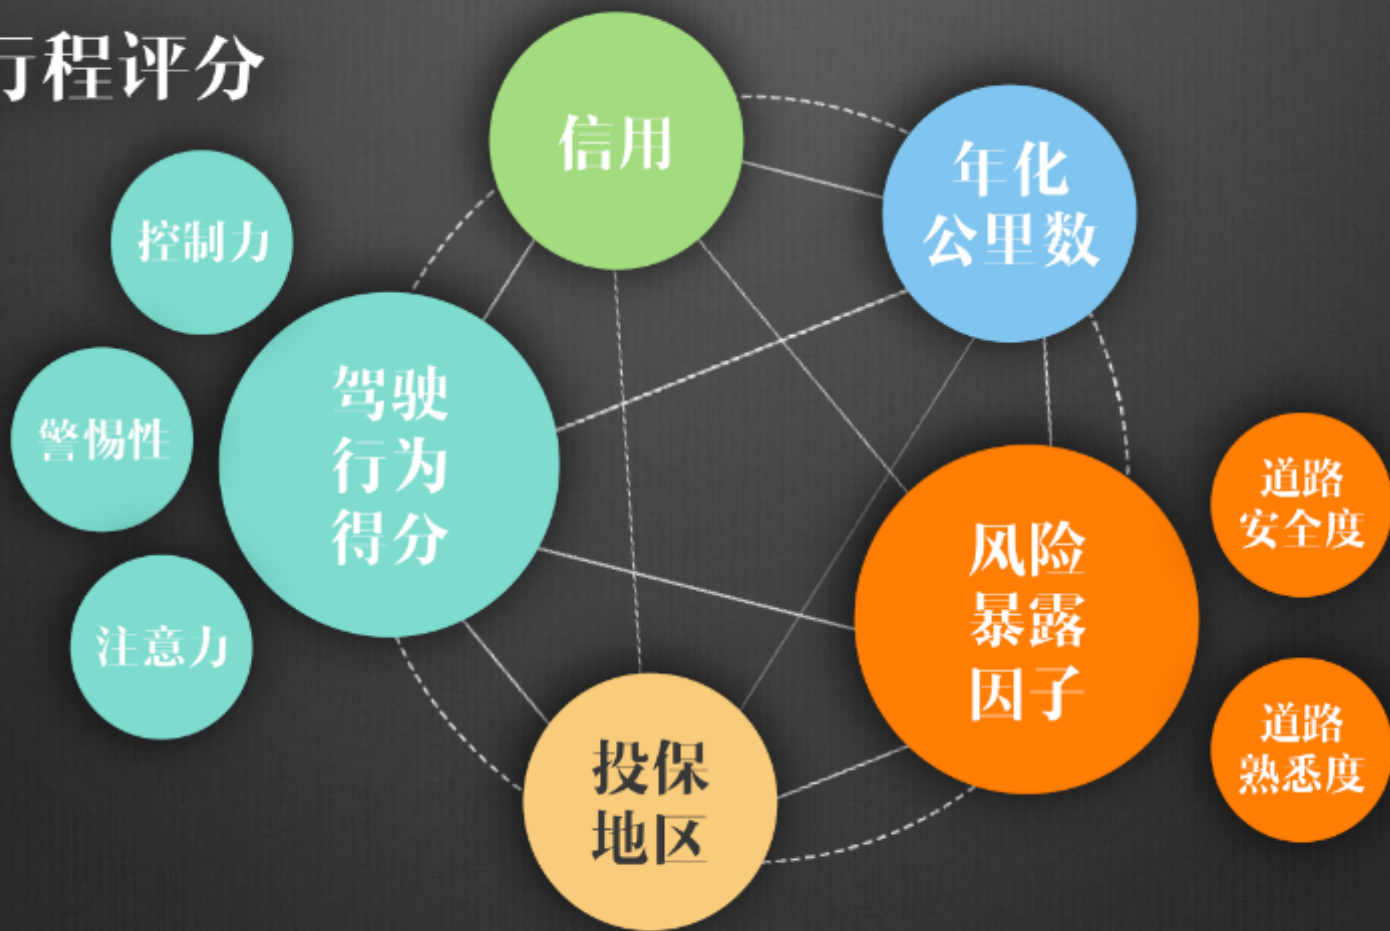 行程评分
信用
年化
公里数
控制力
警惕性
注意力
驾驶
行为
得分
风险
暴露
因子
道路
安全度
道路
熟悉度
投保
地区